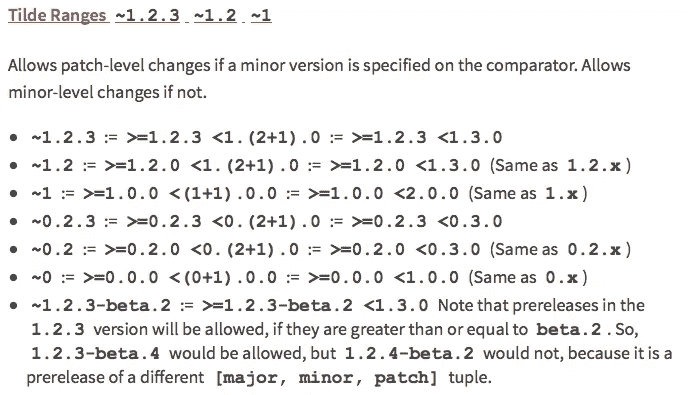 Tilde Ranges ~1.2.3 ~1.2 ~1
Allows patch-level changes if a minor version is specified on the comparator. Allows
minor-level changes if not.
• ~1.2.3 := >=1.2.3 <1.(2+1).0 := >=1.2.3 <1.3.0
• ~1.2 := >=1.2.0 <1.(2+1).0 := >=1.2.0 <1.3.0 (Same as 1.2.x)
• ~1 := >=1.0.0 <(1+1).0.0 := >=1.0.0 <2.0.0 (Same as 1.x)
• ~0.2.3 := >=0.2.3 <0.(2+1).0 := >=0.2.3 <0.3.0
• ~0.2 := >=0.2.0 <0.(2+1).0 := >=0.2.0 <0.3.0 (Same as 0.2.x)
• ~0 := >=0.0.0 <(0+1).0.0 := >=0.0.0 <1.0.0 (Same as 0.x)
• ~1.2.3-beta.2 := >=1.2.3-beta.2 <1.3.0 Note that prereleases in the
1.2.3 version will be allowed, if they are greater than or equal to beta.2. So,
1.2.3-beta.4 would be allowed, but 1.2.4-beta.2 would not, because it is a
prerelease of a different [major, minor, patch] tuple.